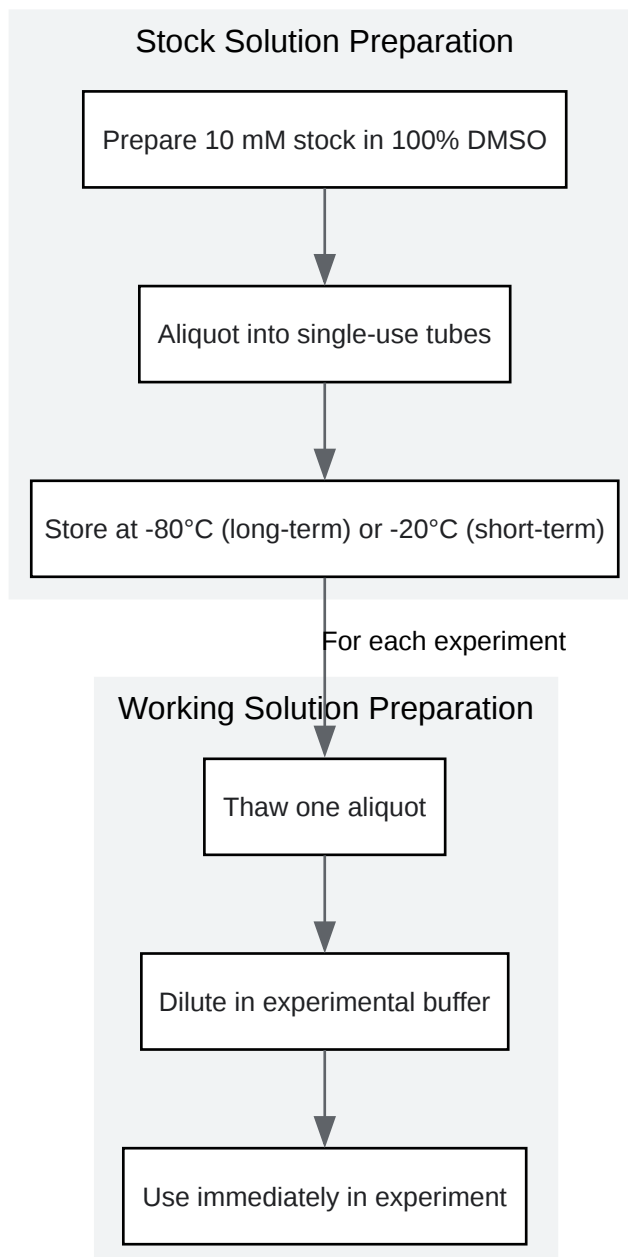 Stock Solution Preparation
Prepare 10 mM stock in 100% DMSO
Aliquot into single-use tubes
Store at -80°C (long-term) or -20°C (short-term)
For each experiment
Working Solution Preparation
Thaw one aliquot
Dilute in experimental buffer
Use immediately in experiment